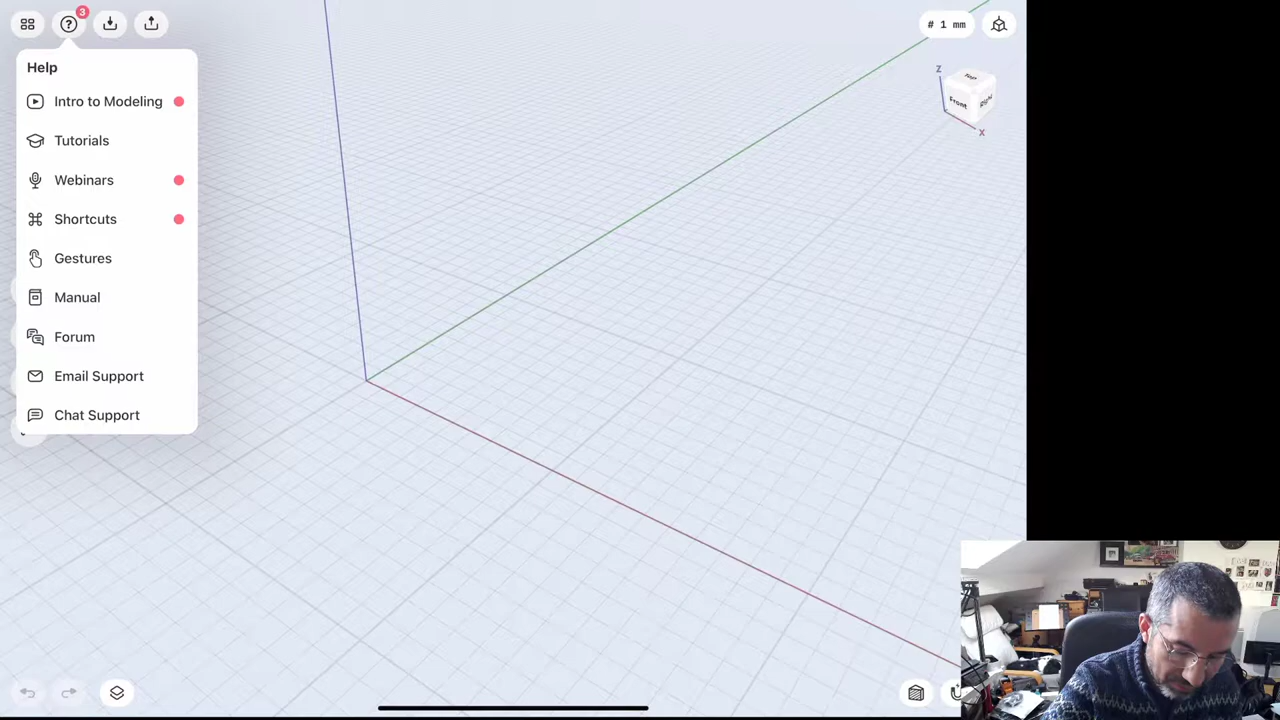 3
# 1 mm
Help
Intro to Modeling
Tutorials
Webinars
Shortcuts
Gestures
Manual
Forum
Email Support
Chat Support
Z
Top
Front
Right
X